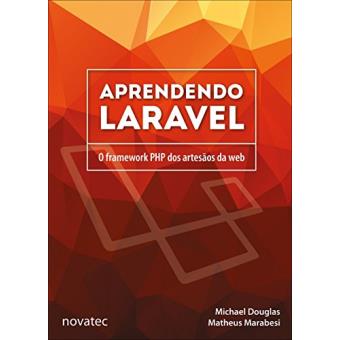 APRENDENDO
LARAVEL
O framework PHP dos artesãos da web
Michael Douglas
Matheus Marabesi
novatec